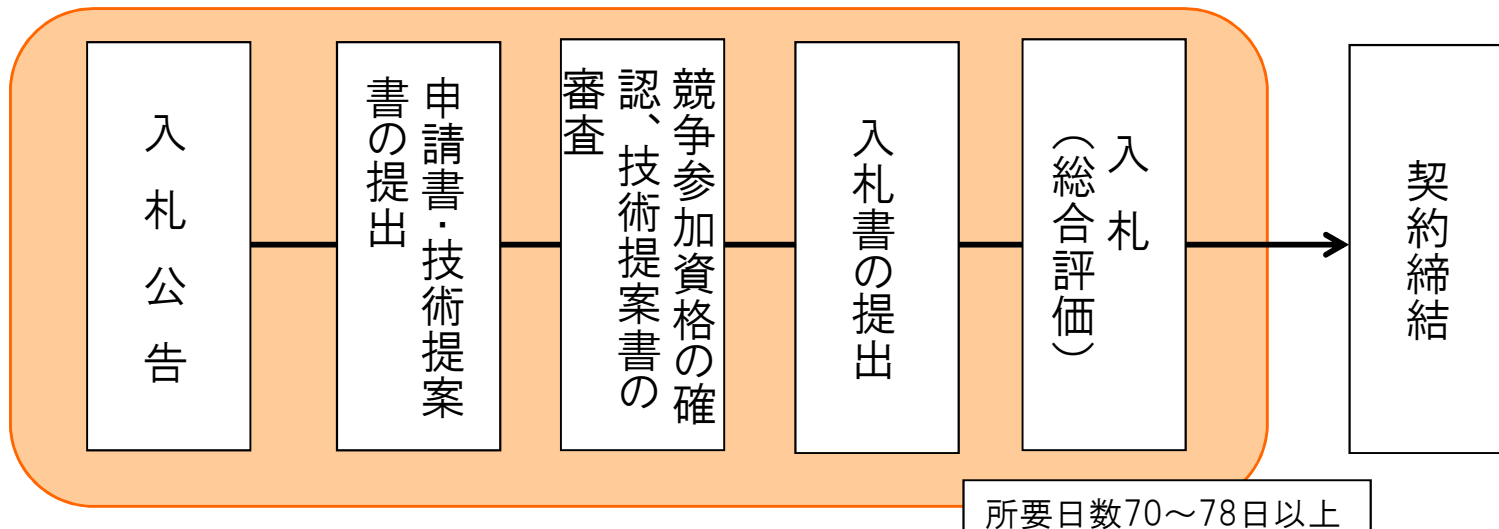 入札公告
申請書・技術提案
書の提出
競争参加資格の確
認、技術提案書の
審査
入札書の提出
入札
（総合評価）
契約締結
所要日数70～78日以上